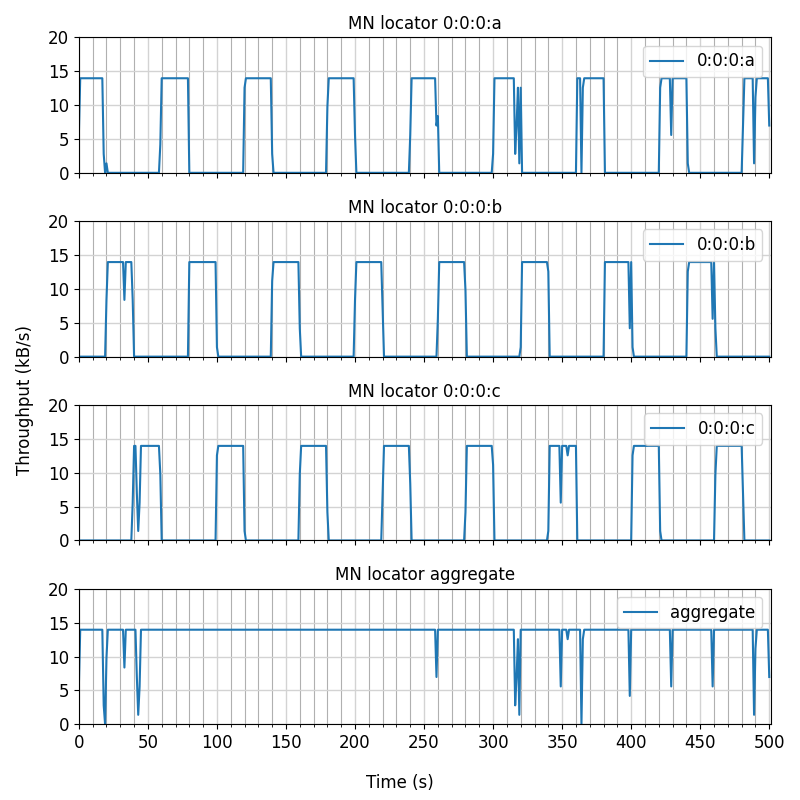 MN locator 0:0:0:a
20
15
10
5
0
0:0:0:a
MN locator 0:0:0:b
20
15
10
5
0
0:0:0:b
MN locator 0:0:0:c
20
15
10
5
0
0:0:0:c
MN locator aggregate
20
15
10
5
0
aggregate
0 50 100 150 200 250 300 350 400 450 500
Time (s)
Throughput (kB/s)